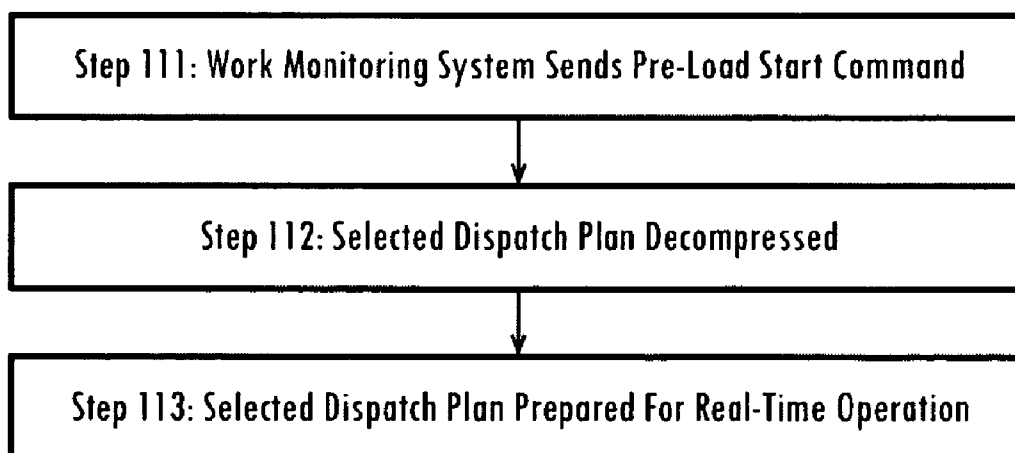 Step 111: Work Monitoring System Sends Pre-Load Start Command
Step 112: Selected Dispatch Plan Decompressed
Step 113: Selected Dispatch Plan Prepared For Real-Time Operation